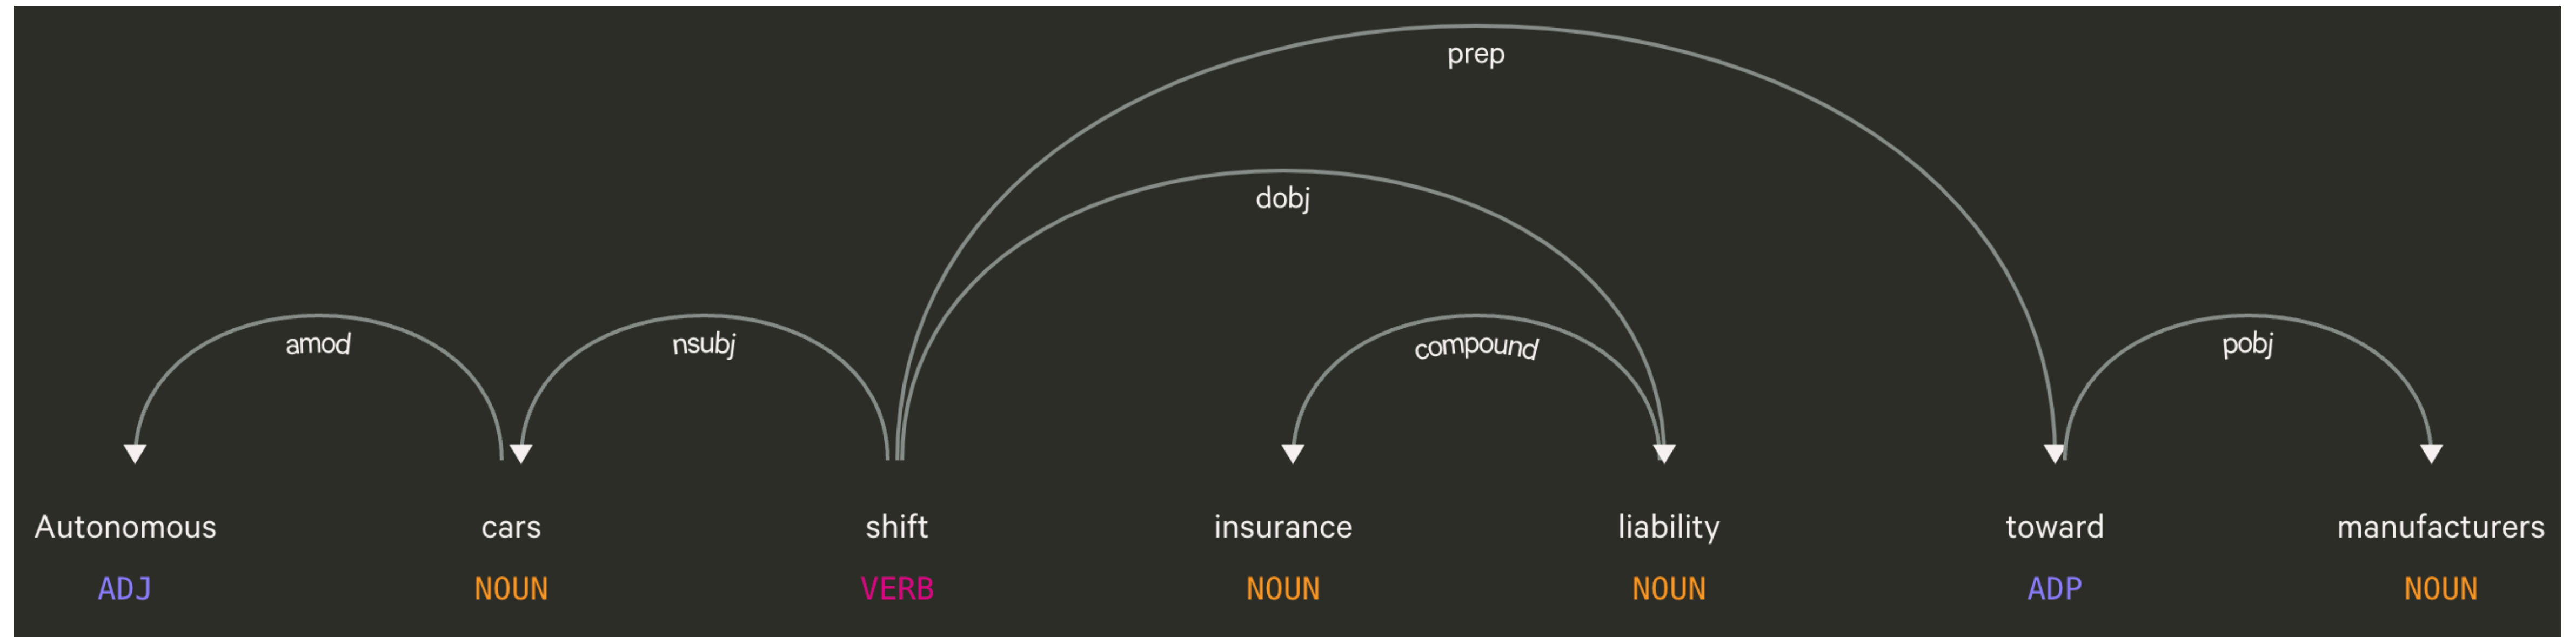 prep
dobj
amod nsubj compound pobj
Autonomous cars shift insurance liability toward manufacturers
ADJ NOUN VERB NOUN NOUN ADP NOUN